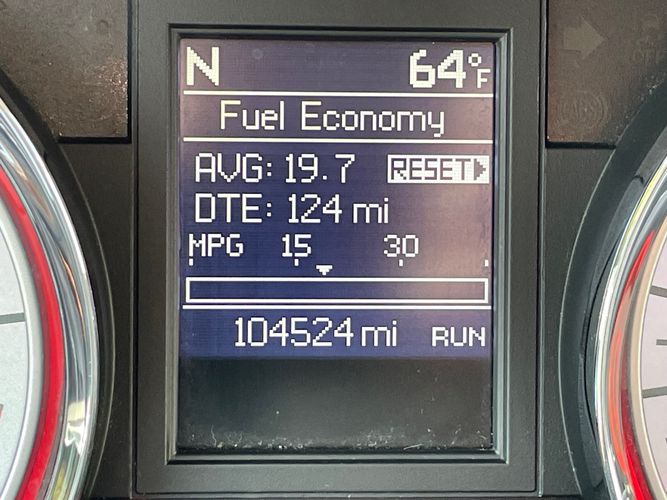 N 64°F
Fuel Economy
AVG: 19.7 RESET
DTE: 124 mi
MPG 15 30
104524 mi RUN